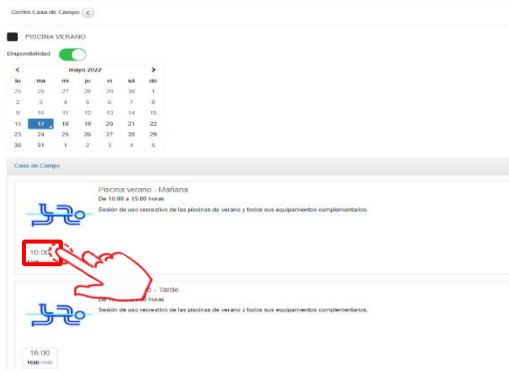 Centro Casa de Campo <
PISCINA VERANO
Disponibilidad
< mayo 2022 >
lu ma mi ju vi sá do
25 26 27 28 29 30 1
2 3 4 5 6 7 8
9 10 11 12 13 14 15
16 17 18 19 20 21 22
23 24 25 26 27 28 29
30 31 1 2 3 4 5
Casa de Campo
Piscina verano - Mañana
De 10:00 a 15:00 horas
Sesión de uso recreativo de las piscinas de verano y todos sus equipamientos complementarios.
10:00
- Tarde
horas
Sesión de uso recreativo de las piscinas de verano y todos sus equipamientos complementarios.
16:00